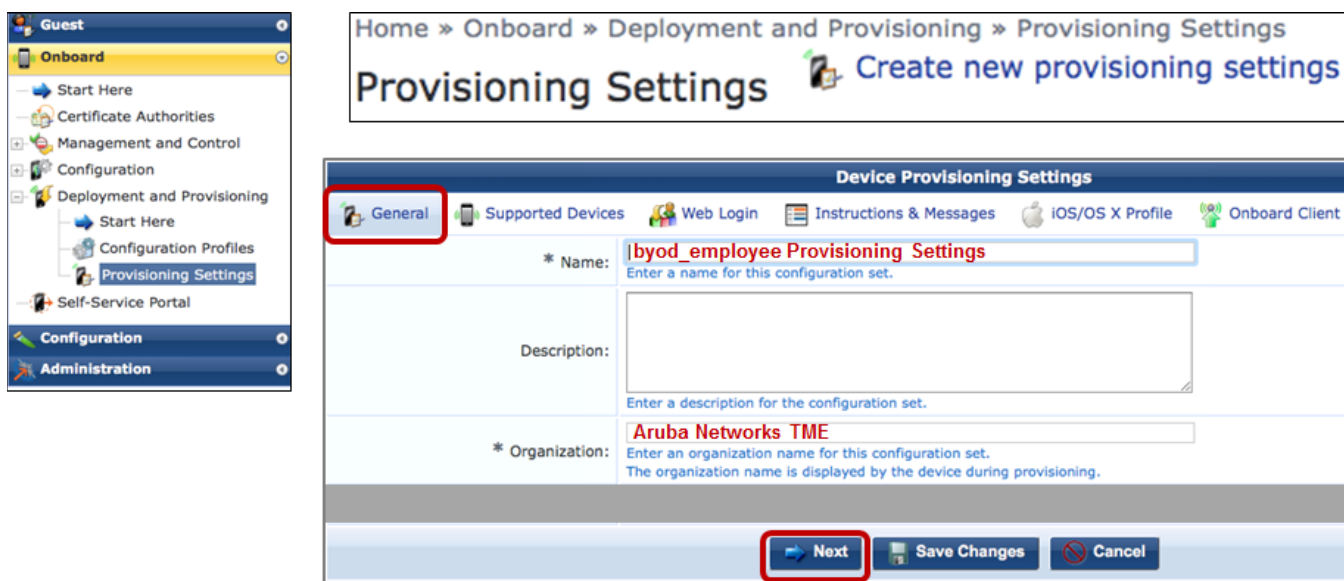 Guest
Onboard
Start Here
Certificate Authorities
Management and Control
Configuration
Deployment and Provisioning
Start Here
Configuration Profiles
Provisioning Settings
Self-Service Portal
Configuration
Administration
Home » Onboard » Deployment and Provisioning » Provisioning Settings
Provisioning Settings Create new provisioning settings
Device Provisioning Settings
General Supported Devices Web Login Instructions & Messages iOS/OS X Profile Onboard Client
* Name: byod_employee Provisioning Settings
Enter a name for this configuration set.
Description:
Enter a description for the configuration set.
* Organization: Aruba Networks TME
Enter an organization name for this configuration set.
The organization name is displayed by the device during provisioning.
Next Save Changes Cancel